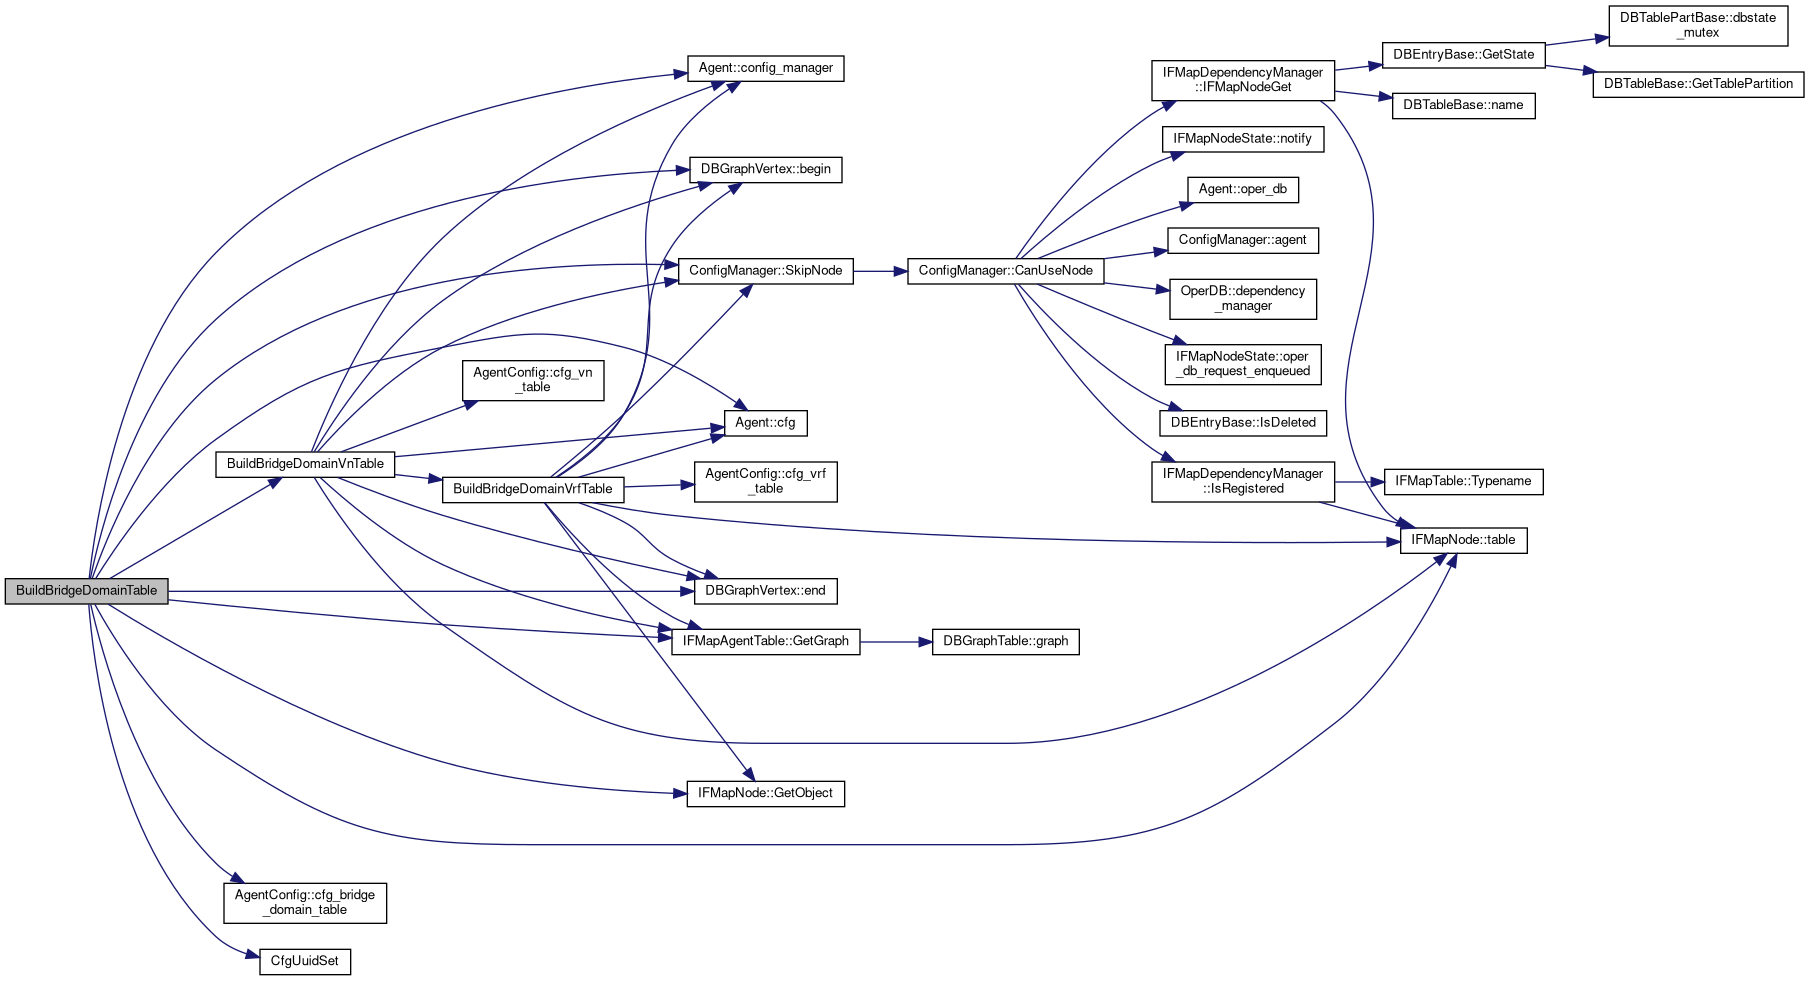 BuildBridgeDomainTable
Agent::config_manager
DBGraphVertex::begin
ConfigManager::SkipNode
AgentConfig::cfg_vn
_table
Agent::cfg
BuildBridgeDomainVnTable
BuildBridgeDomainVrfTable
AgentConfig::cfg_vrf
_table
DBGraphVertex::end
IFMapAgentTable::GetGraph
DBGraphTable::graph
IFMapNode::GetObject
AgentConfig::cfg_bridge
_domain_table
CfgUuidSet
ConfigManager::CanUseNode
IFMapDependencyManager
::IFMapNodeGet
IFMapNodeState::notify
Agent::oper_db
ConfigManager::agent
OperDB::dependency
_manager
IFMapNodeState::oper
_db_request_enqueued
DBEntryBase::IsDeleted
IFMapDependencyManager
::IsRegistered
DBEntryBase::GetState
DBTableBase::name
IFMapTable::Typename
IFMapNode::table
DBTablePartBase::dbstate
_mutex
DBTableBase::GetTablePartition